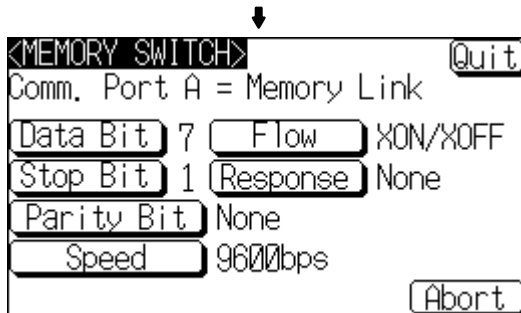 <MEMORY SWITCH> Quit
Comm. Port A = Memory Link
Data Bit 7 Flow XON/XOFF
Stop Bit 1 Response None
Parity Bit None
Speed 9600bps
Abort